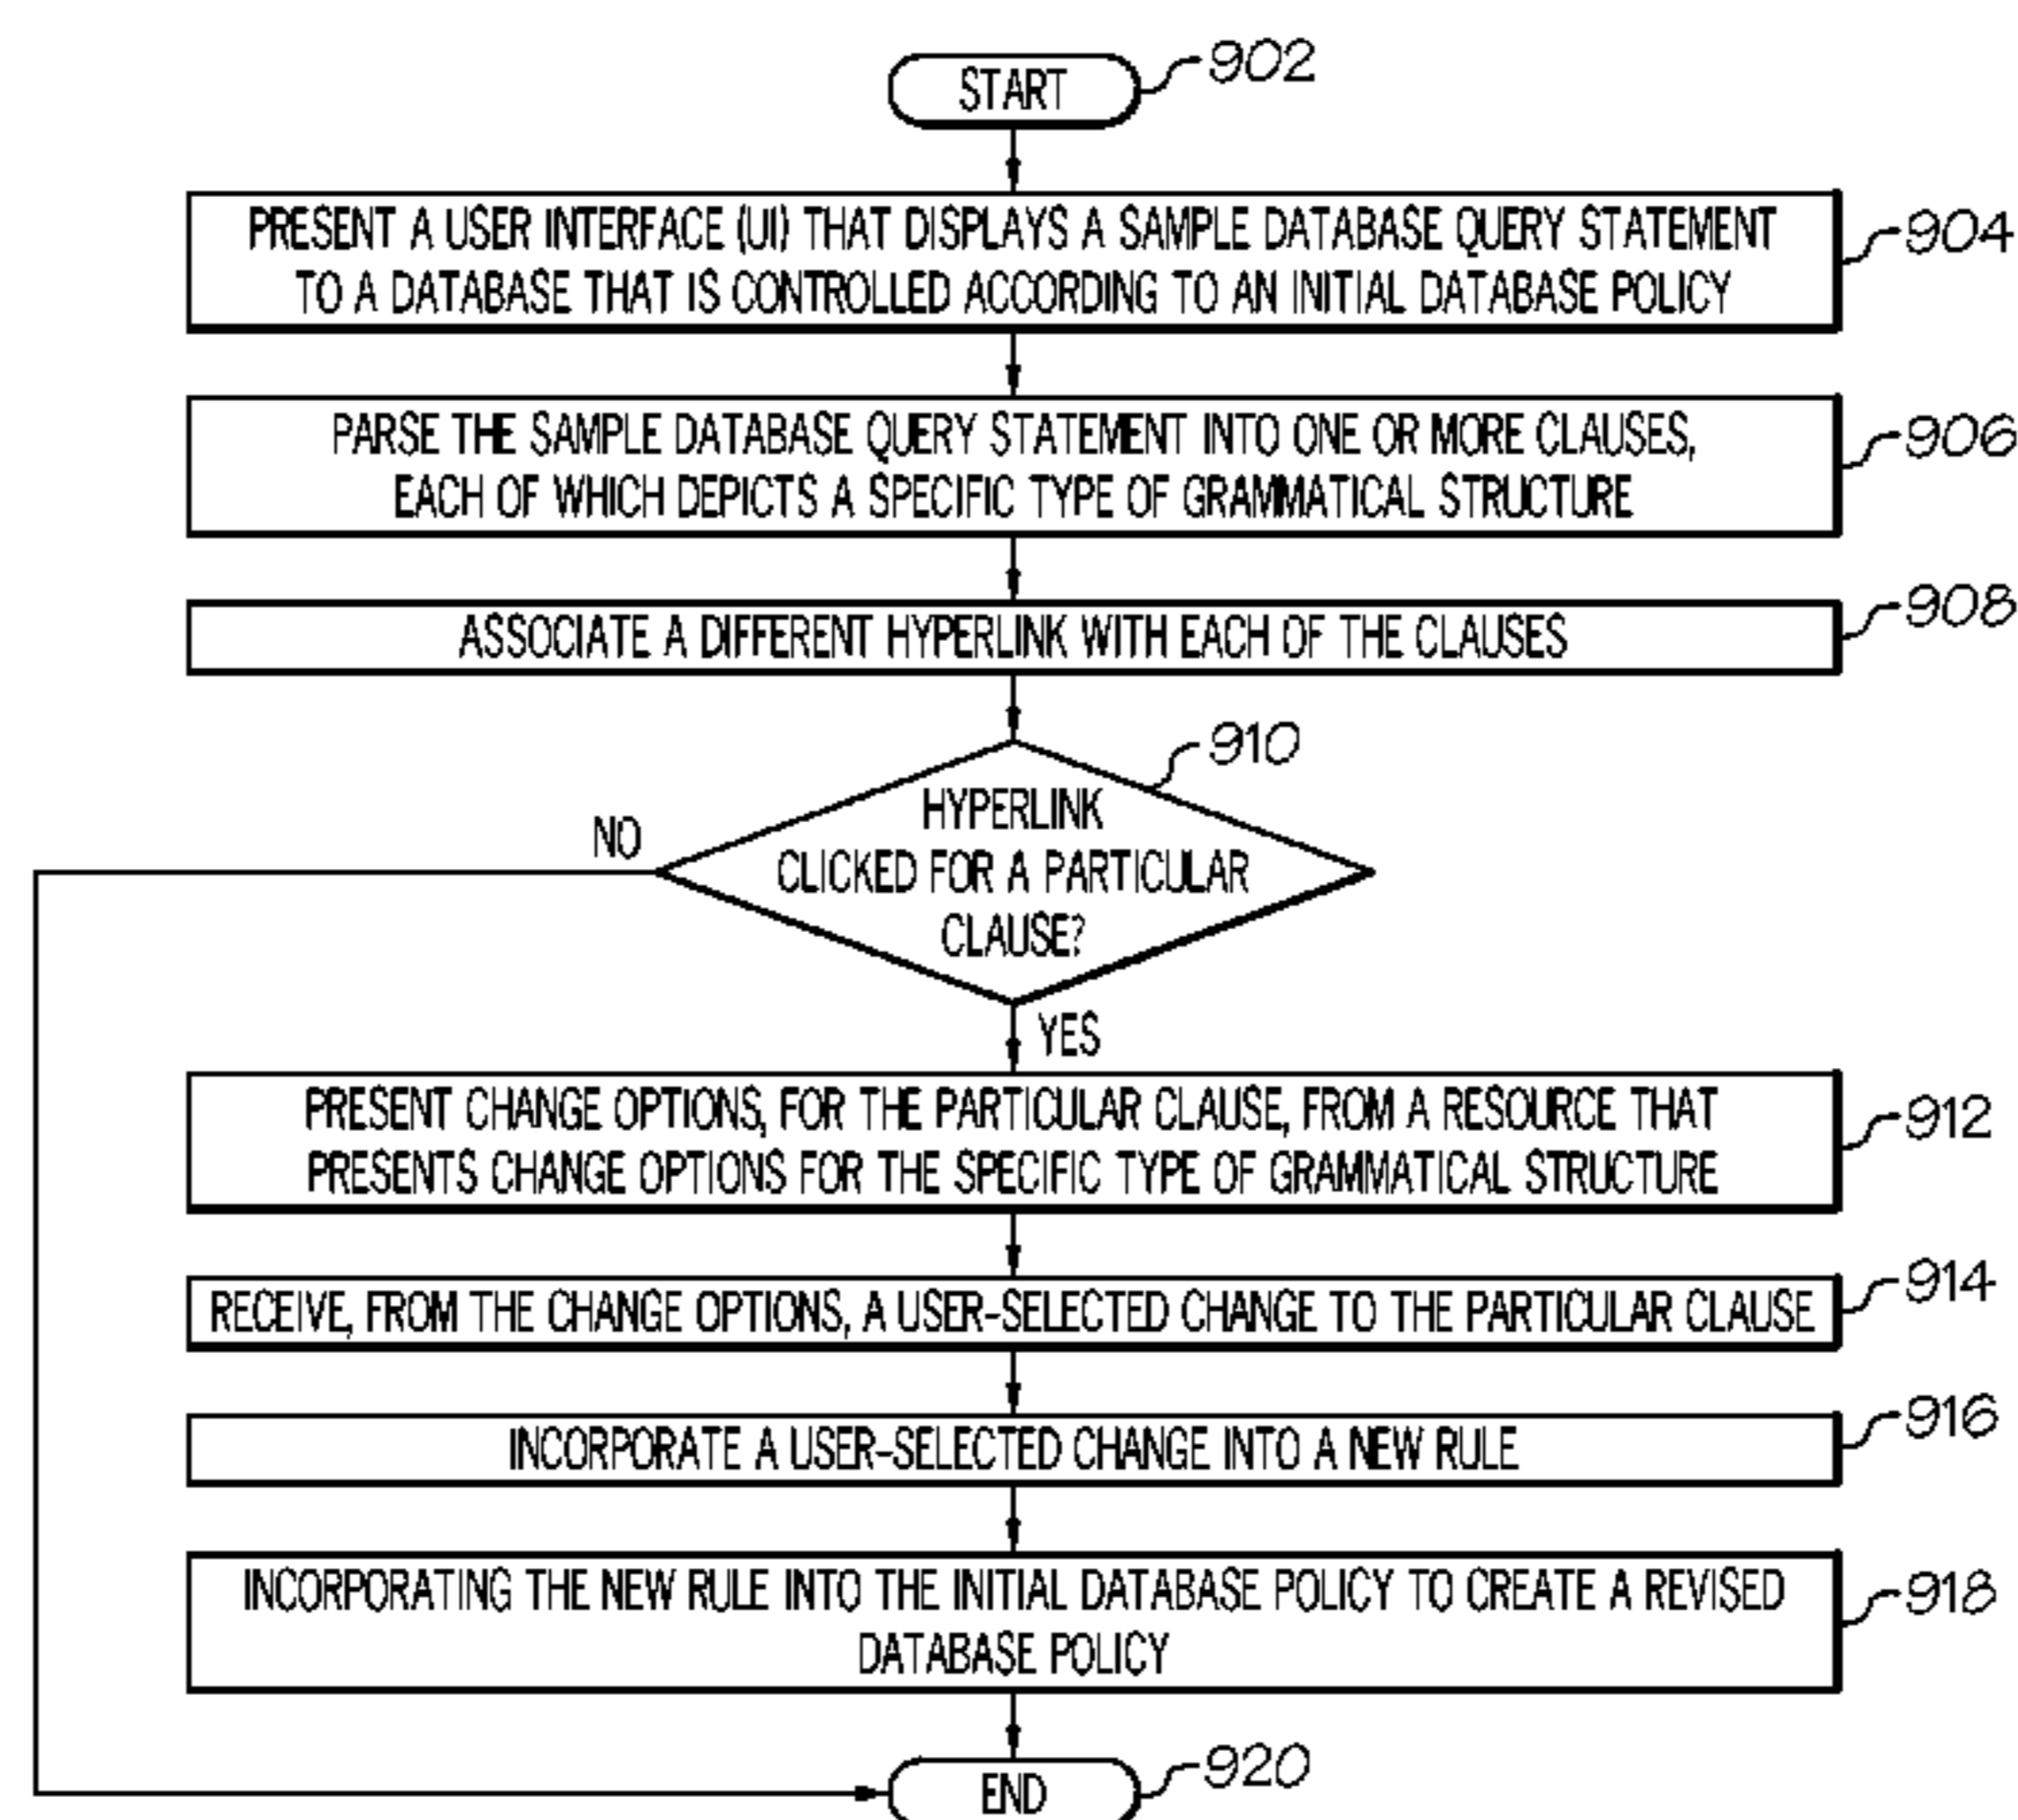 START
902
PRESENT A USER INTERFACE (UI) THAT DISPLAYS A SAMPLE DATABASE QUERY STATEMENT
TO A DATABASE THAT IS CONTROLLED ACCORDING TO AN INITIAL DATABASE POLICY
904
PARSE THE SAMPLE DATABASE QUERY STATEMENT INTO ONE OR MORE CLAUSES,
EACH OF WHICH DEPICTS A SPECIFIC TYPE OF GRAMMATICAL STRUCTURE
906
ASSOCIATE A DIFFERENT HYPERLINK WITH EACH OF THE CLAUSES
908
910
HYPERLINK
CLICKED FOR A PARTICULAR
CLAUSE?
NO
YES
PRESENT CHANGE OPTIONS, FOR THE PARTICULAR CLAUSE, FROM A RESOURCE THAT
PRESENTS CHANGE OPTIONS FOR THE SPECIFIC TYPE OF GRAMMATICAL STRUCTURE
912
RECEIVE, FROM THE CHANGE OPTIONS, A USER-SELECTED CHANGE TO THE PARTICULAR CLAUSE
914
INCORPORATE A USER-SELECTED CHANGE INTO A NEW RULE
916
INCORPORATING THE NEW RULE INTO THE INITIAL DATABASE POLICY TO CREATE A REVISED
DATABASE POLICY
918
END
920